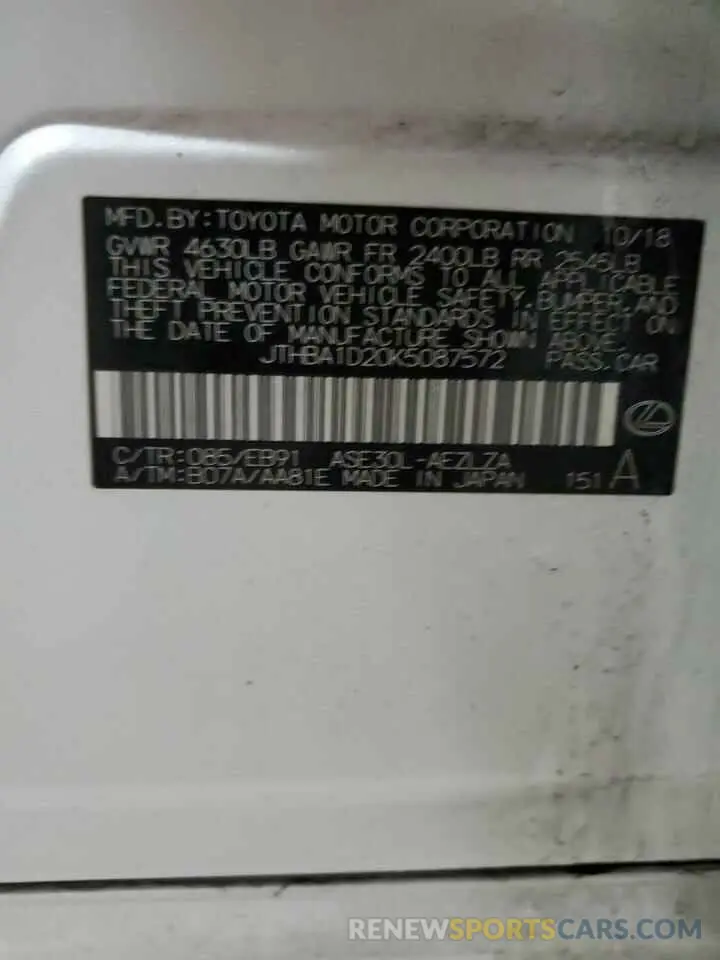 MFD.BY:TOYOTA MOTOR CORPORATION 10/18
GVWR 4630LB GAWR FR 2400LB RR 2545LB
THIS VEHICLE CONFORMS TO ALL APPLICABLE
FEDERAL MOTOR VEHICLE SAFETY,BUMPER,AND
THEFT PREVENTION STANDARDS IN EFFECT ON
THE DATE OF MANUFACTURE SHOWN ABOVE.
JTHBA1D20K5087572 PASS.CAR
C/TR:085/EB91 ASE30L-AEZLZA
A/TM:B07A/AA81E MADE IN JAPAN 151 A
RENEWSPORTSCARS.COM